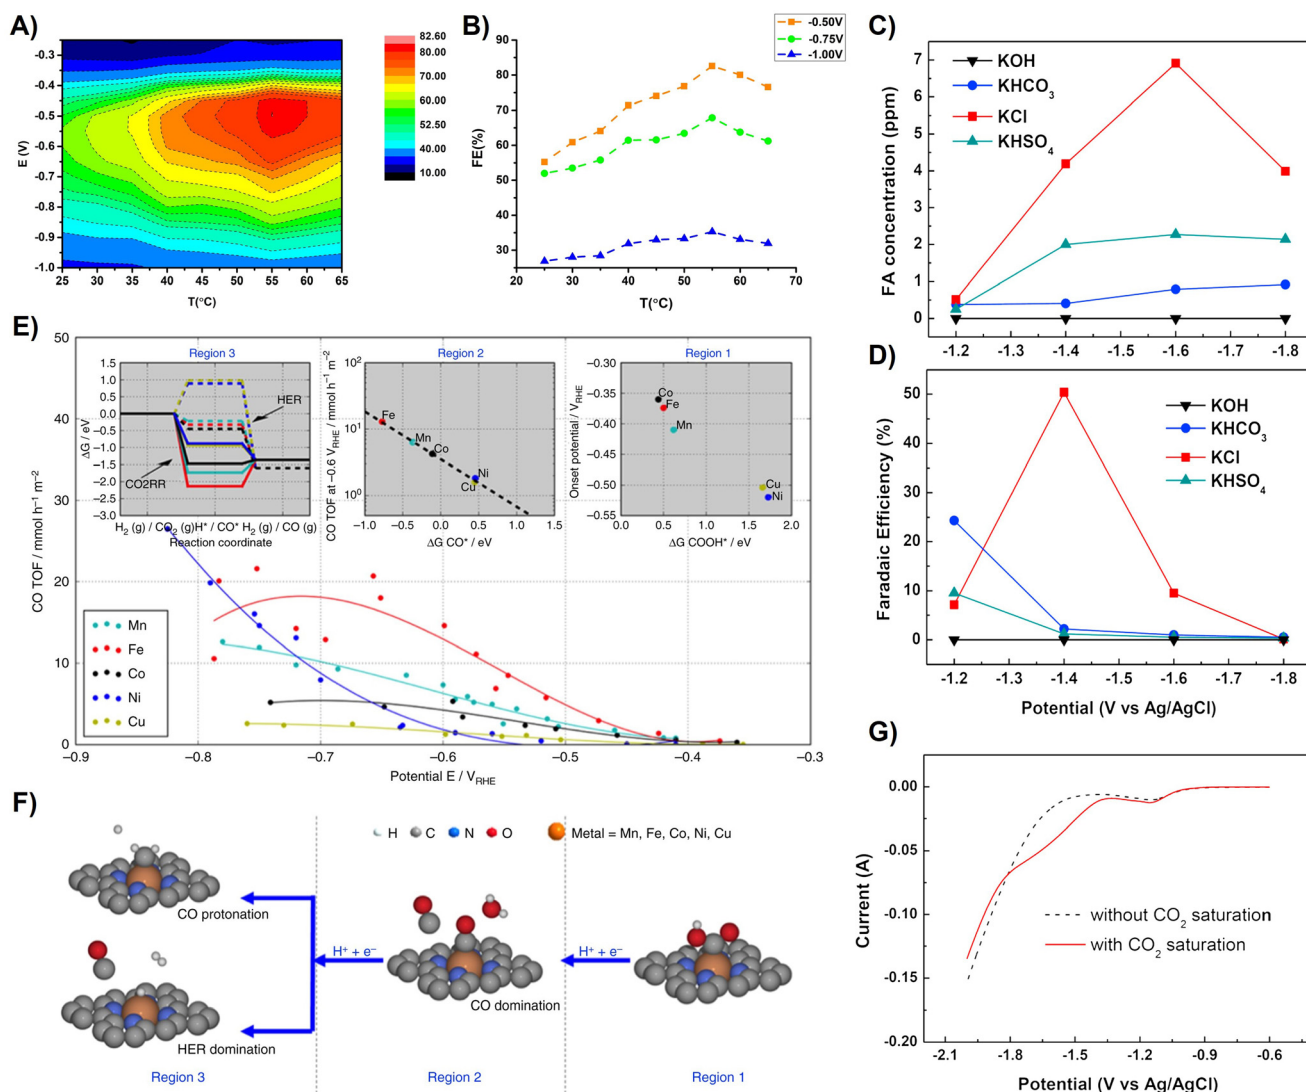 A)
-0.3
-0.4
-0.5
-0.6
-0.7
-0.8
-0.9
-1.0
E (V)
25 30 35 40 45 50 55 60 65
T(°C)
82.60
80.00
70.00
60.00
52.50
40.00
10.00
B)
-0.50V
-0.75V
-1.00V
90
80
70
60
50
40
30
FE(%)
20 30 40 50 60 70
T(°C)
C)
KOH
KHCO₃
KCl
KHSO₄
7
6
5
4
3
2
1
0
FA concentration (ppm)
-1.2 -1.3 -1.4 -1.5 -1.6 -1.7 -1.8
D)
KOH
KHCO₃
KCl
KHSO₄
50
40
30
20
10
0
Faradaic Efficiency (%)
-1.2 -1.3 -1.4 -1.5 -1.6 -1.7 -1.8
Potential (V vs Ag/AgCl)
E)
50
40
30
20
10
0
CO TOF / mmol h⁻¹ m⁻²
Region 3
1.5
1.0
0.5
0.0
−0.5
−1.0
−1.5
−2.0
−2.5
−3.0
ΔG / eV
HER
CO2RR
H₂ (g) / CO₂ (g)H* / CO* H₂ (g) / CO (g)
Reaction coordinate
Region 2
10²
10¹
10⁰
CO TOF at −0.6 V_RHE / mmol h⁻¹ m⁻²
Fe
Mn
Co
Ni
Cu
−1.0 −0.5 0.0 0.5 1.0
ΔG CO* / eV
Region 1
−0.30
−0.35
−0.40
−0.45
−0.50
−0.55
Onset potential / V_RHE
Co
Fe
Mn
Cu
Ni
0.0 0.5 1.0 1.5 2.0
ΔG COOH* / eV
Mn
Fe
Co
Ni
Cu
−0.9 −0.8 −0.7 −0.6 −0.5 −0.4 −0.3
Potential E / V_RHE
F)
H C N O Metal = Mn, Fe, Co, Ni, Cu
CO protonation
H⁺ + e⁻
H⁺ + e⁻
CO domination
HER domination
Region 3 Region 2 Region 1
G)
0.00
-0.05
-0.10
-0.15
-0.20
Current (A)
without CO₂ saturation
with CO₂ saturation
-2.1 -1.8 -1.5 -1.2 -0.9 -0.6
Potential (V vs Ag/AgCl)